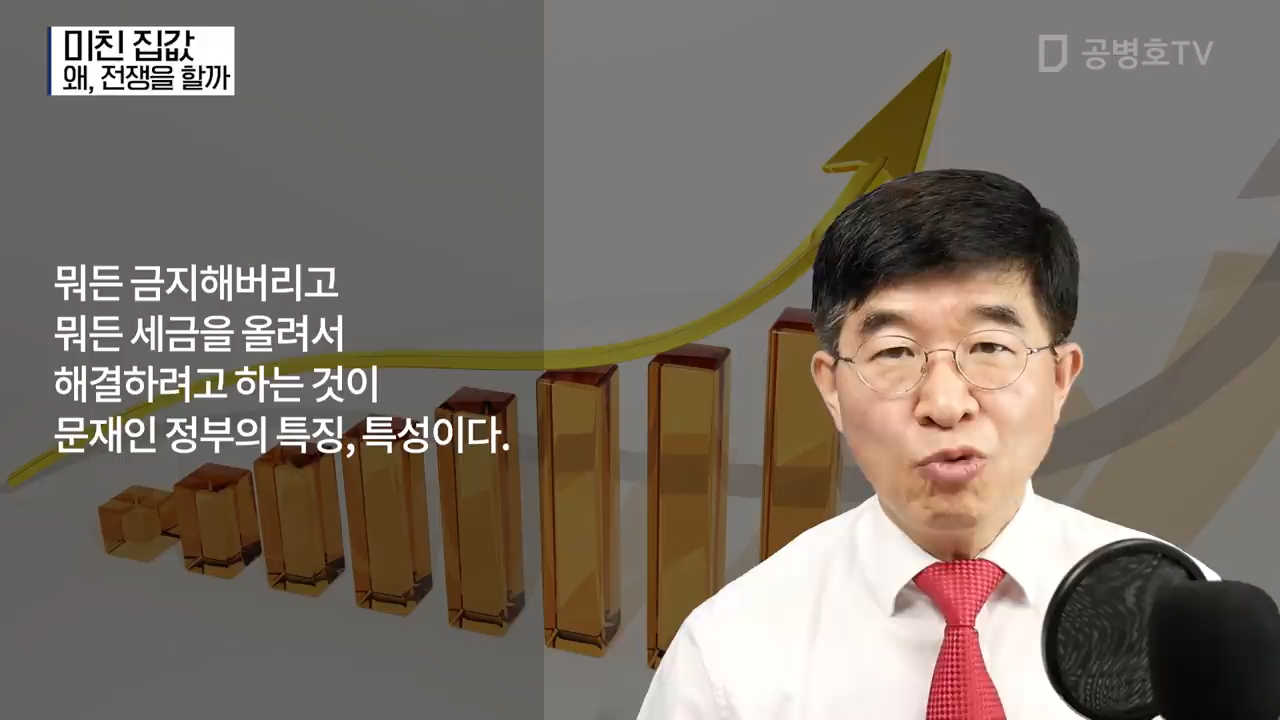 미친 집값
왜, 전쟁을 할까
공병호TV
뭐든 금지해버리고
뭐든 세금을 올려서
해결하려고 하는 것이
문재인 정부의 특징, 특성이다.